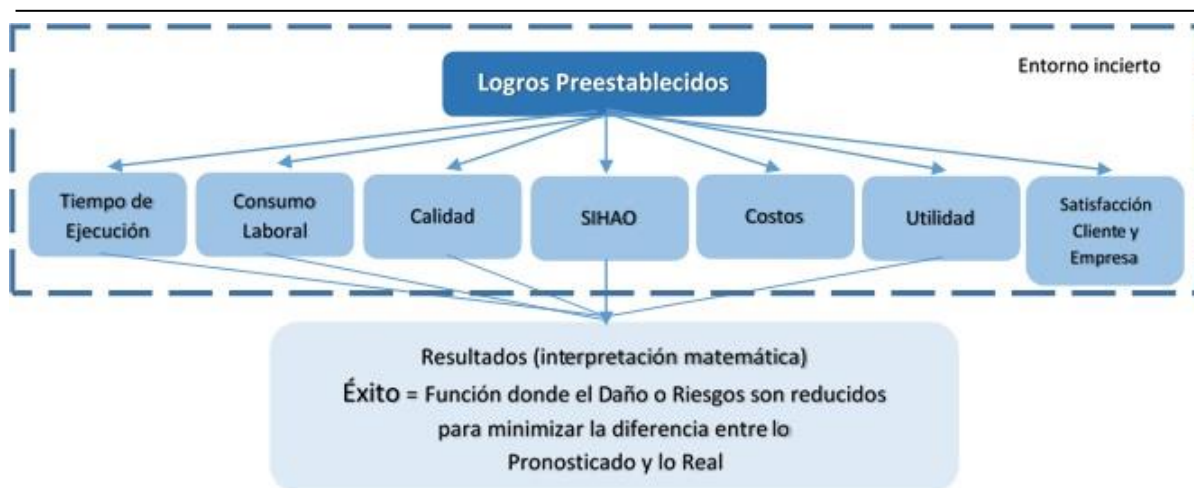 Logros Preestablecidos
Entorno incierto
Tiempo de
Ejecución
Consumo
Laboral
Calidad
SIHAO
Costos
Utilidad
Satisfacción
Cliente y
Empresa
Resultados (interpretación matemática)
Éxito = Función donde el Daño o Riesgos son reducidos
para minimizar la diferencia entre lo
Pronosticado y lo Real